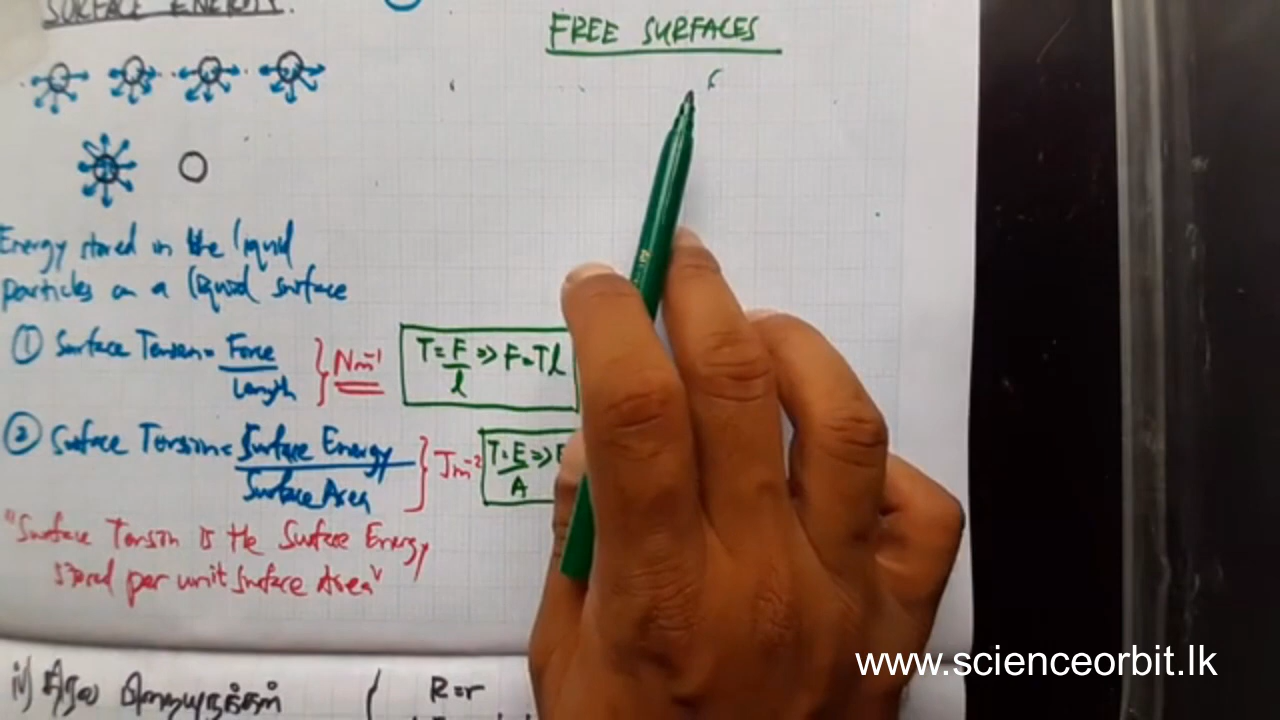 SURFACE ENERGY.
FREE SURFACES
Energy stored in the liquid
particles on a liquid surface
① Surface Tension = Force
Length
} Nm⁻¹
T = F/l => F = Tl
② Surface Tension = Surface Energy
Surface Area
} Jm⁻²
T = E/A =>
"Surface Tension is the Surface Energy
stored per unit Surface Area"
iv)
R=r
www.scienceorbit.lk